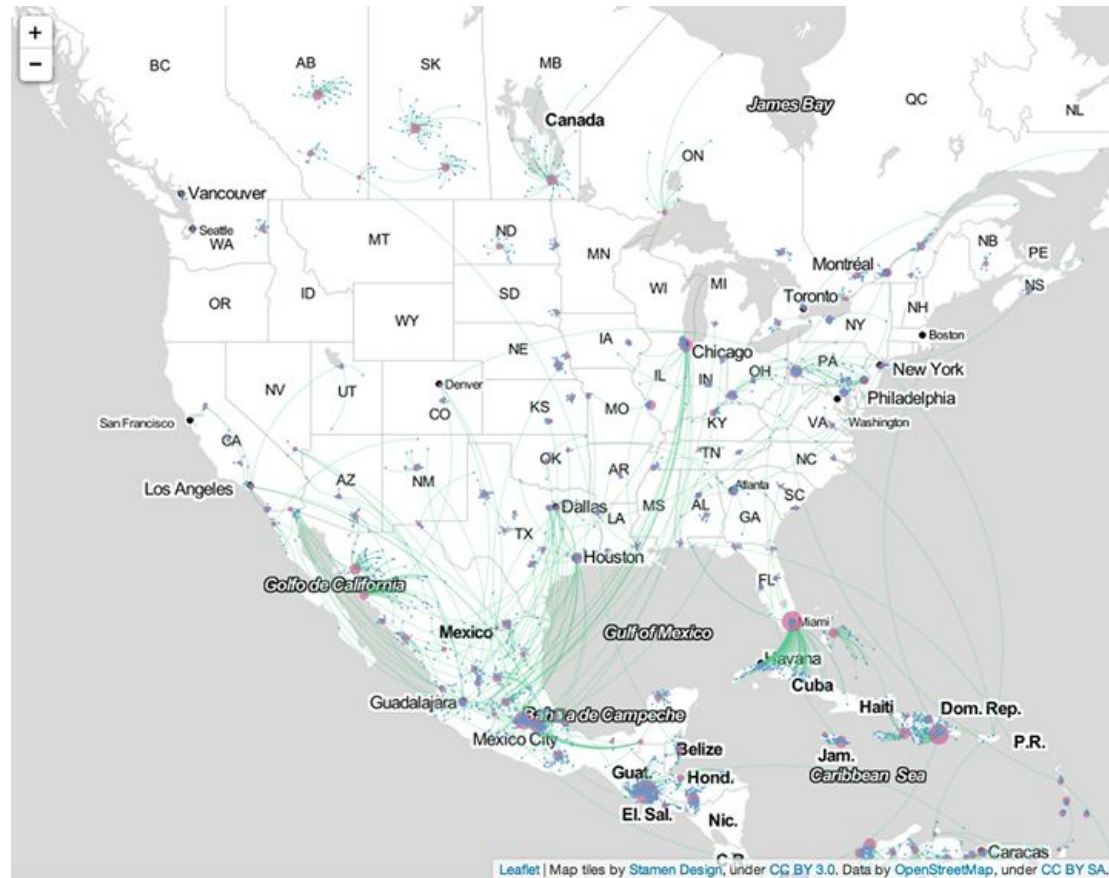 +
−
BC
AB
SK
MB
Canada
James Bay
QC
NL
ON
Vancouver
Seattle
WA
MT
ND
MN
Montréal
NB
PE
NS
OR
ID
SD
WI
MI
Toronto
NH
WY
NY
Boston
IA
NE
Chicago
PA
New York
NV
UT
Denver
CO
IL
IN
OH
Philadelphia
KS
MO
KY
VA
Washington
San Francisco
CA
TN
NC
OK
AR
Los Angeles
AZ
NM
Atlanta
SC
Dallas
MS
AL
GA
LA
TX
Houston
Golfo de California
FL
Mexico
Gulf of Mexico
Miami
Havana
Cuba
Guadalajara
Haiti
Dom. Rep.
Bahía de Campeche
Mexico City
Belize
Jam.
P.R.
Guat.
Hond.
Caribbean Sea
El. Sal.
Nic.
Caracas
C.R.
Leaflet | Map tiles by Stamen Design, under CC BY 3.0. Data by OpenStreetMap, under CC BY SA.